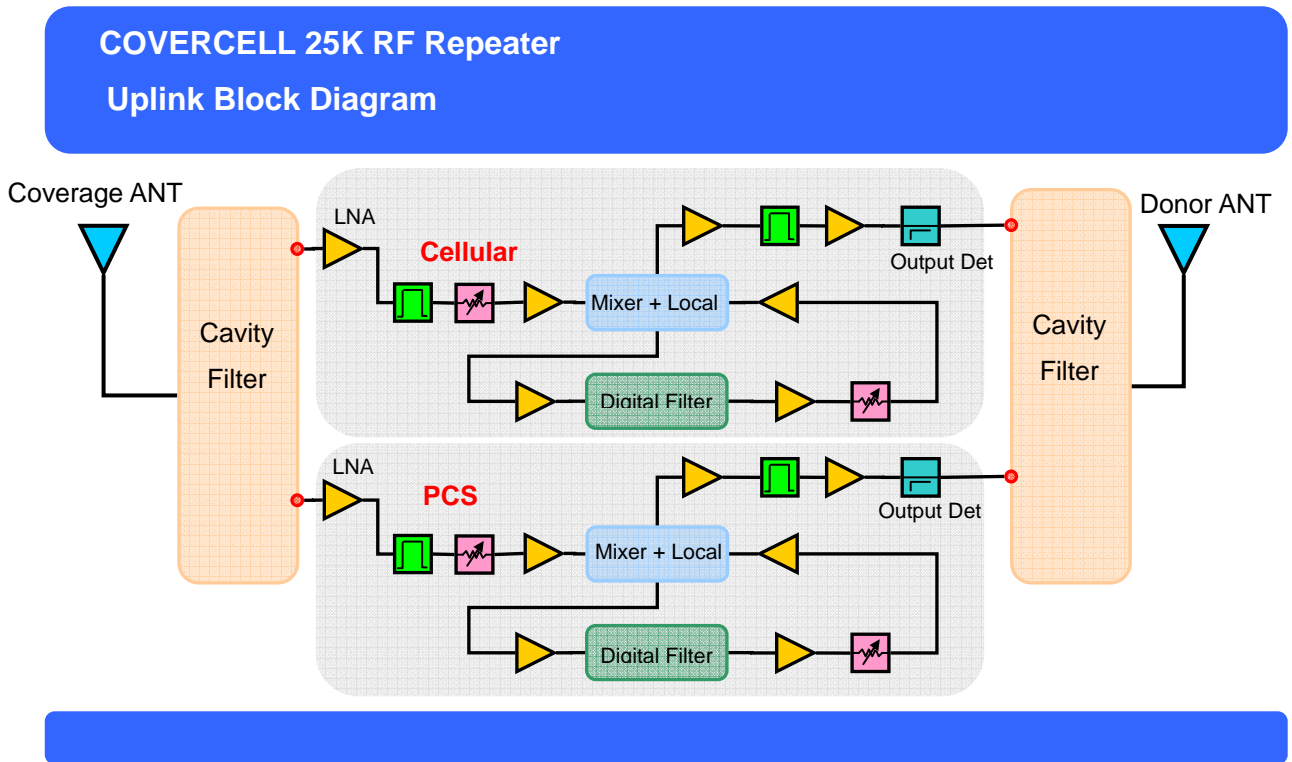 COVERCELL 25K RF Repeater
Uplink Block Diagram
Coverage ANT
Donor ANT
LNA
Cellular
Output Det
Mixer + Local
Cavity
Filter
Cavity
Filter
Digital Filter
LNA
PCS
Output Det
Mixer + Local
Digital Filter